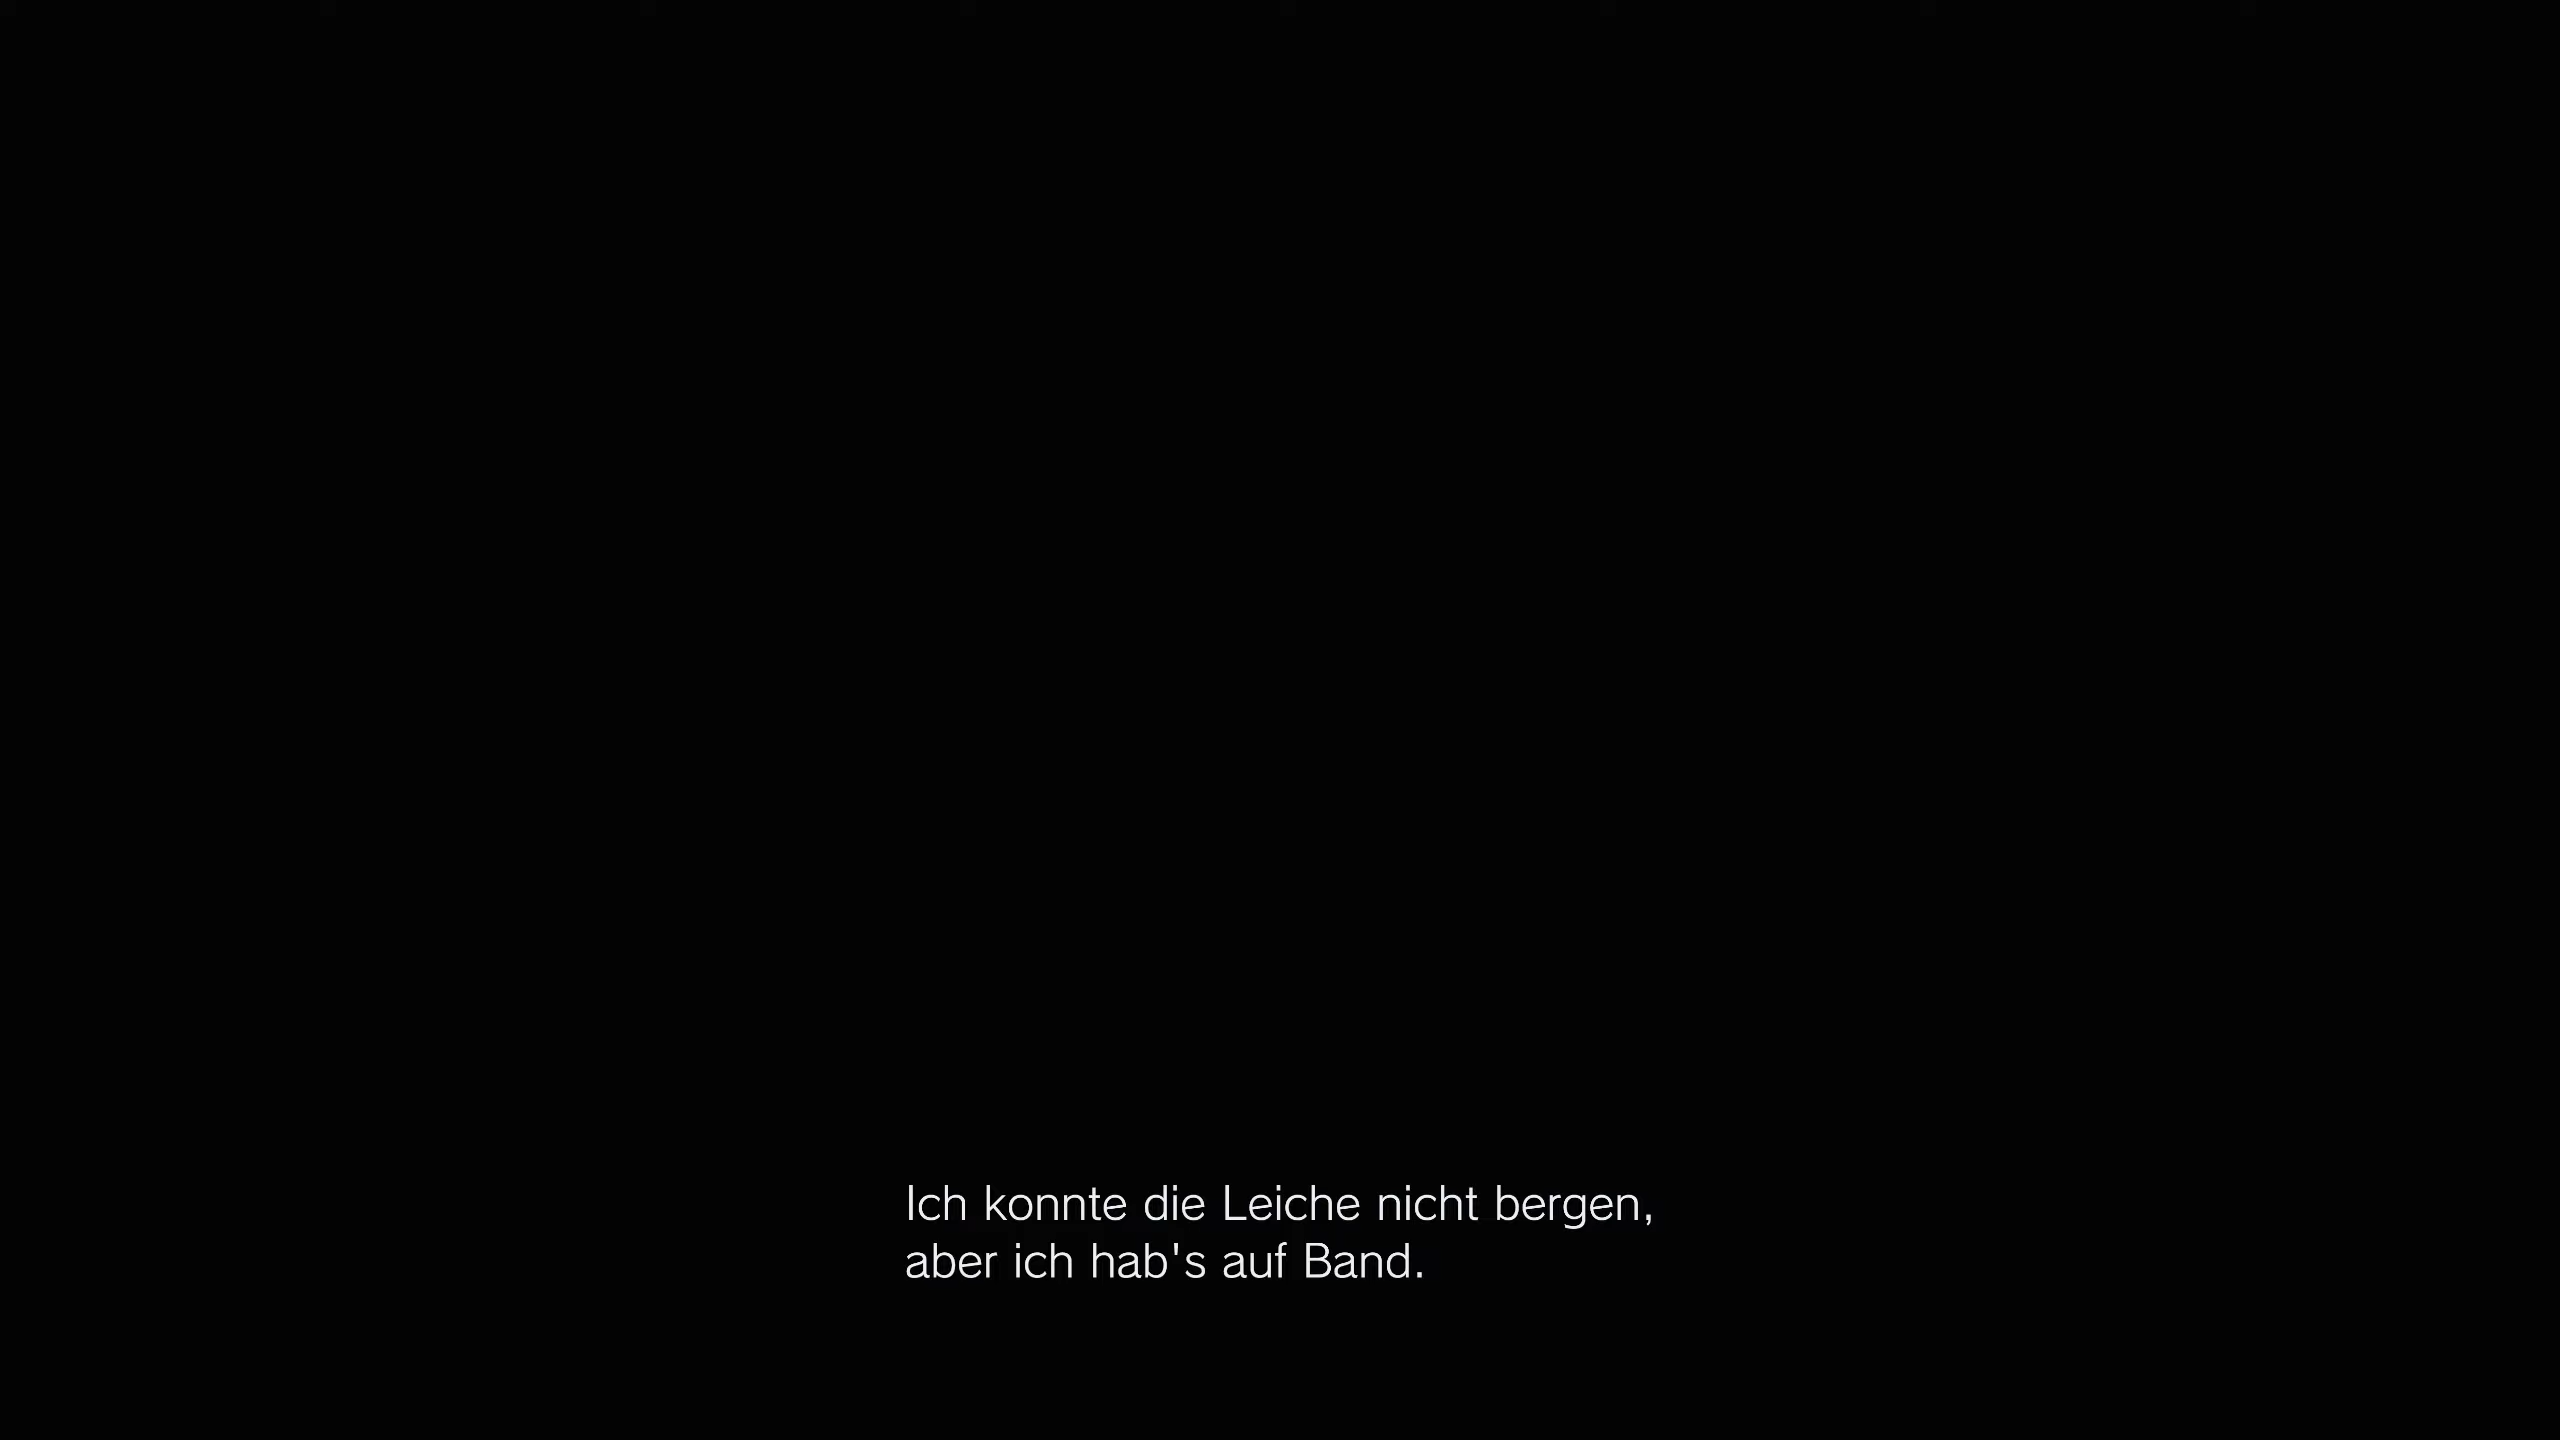 Ich konnte die Leiche nicht bergen,
aber ich hab's auf Band.